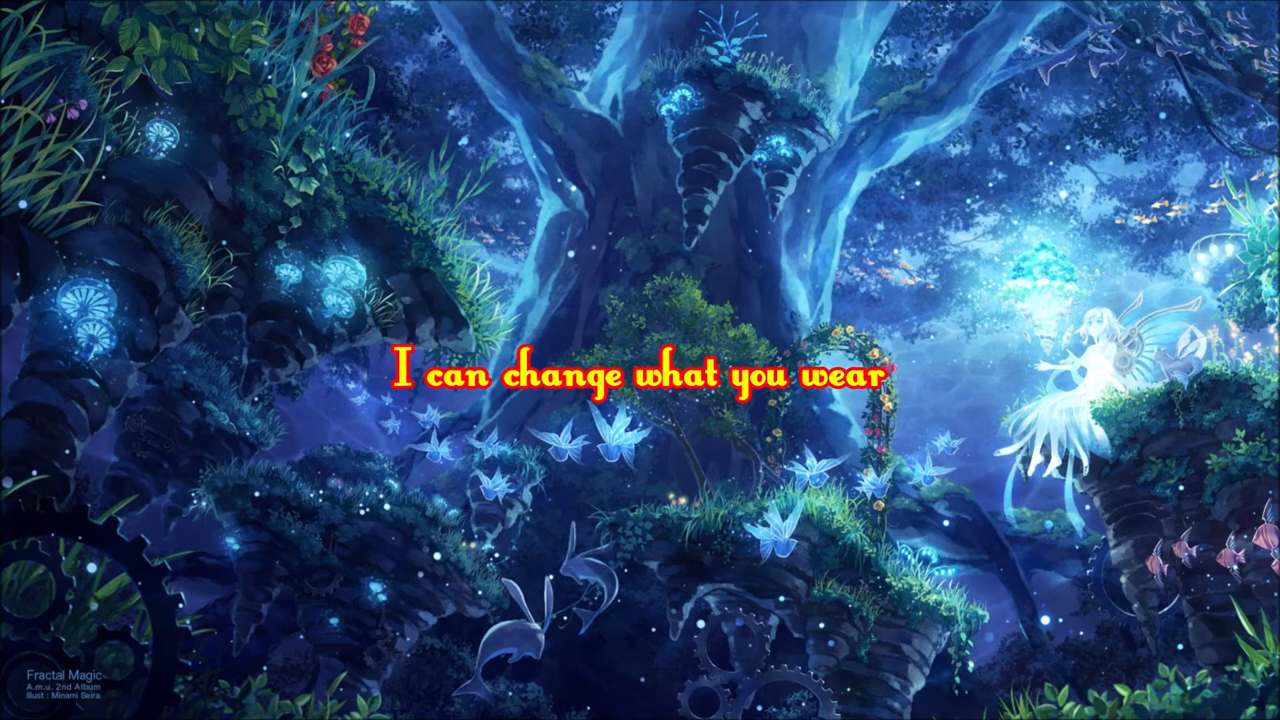 I can change what you wear
Fractal Magic
A.m.u. 2nd Album
illust : Minami Seira